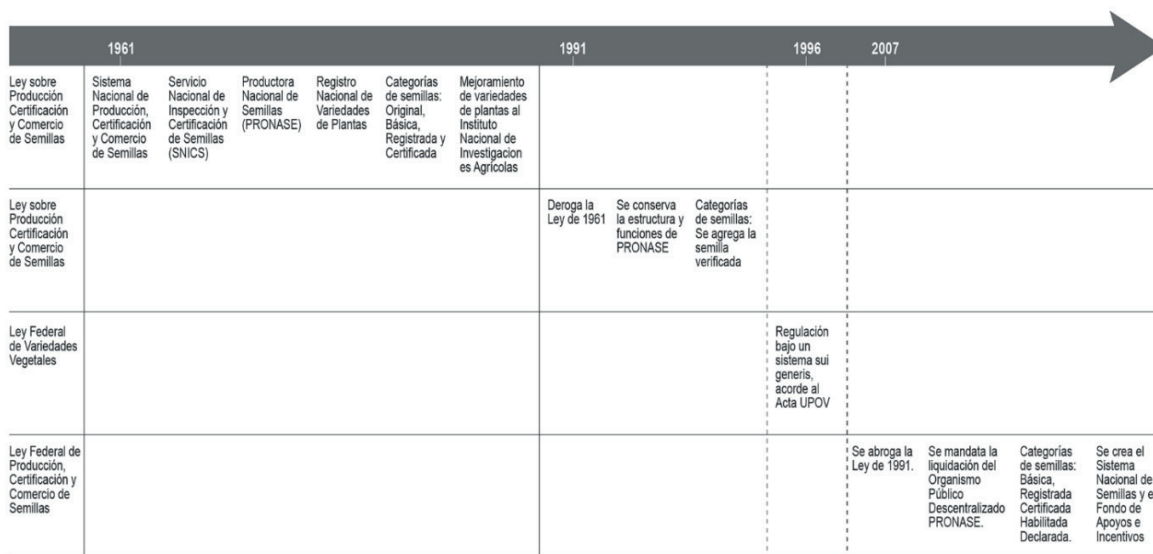 1961
1991
1996
2007
Ley sobre
Producción
Certificación
y Comercio
de Semillas
Sistema
Nacional de
Producción,
Certificación
y Comercio
de Semillas
Servicio
Nacional de
Inspección y
Certificación
de Semillas
(SNICS)
Productora
Nacional de
Semillas
(PRONASE)
Registro
Nacional de
Variedades
de Plantas
Categorías
de semillas:
Original,
Básica,
Registrada y
Certificada
Mejoramiento
de variedades
de plantas al
Instituto
Nacional de
Investigacion
es Agrícolas
Ley sobre
Producción
Certificación
y Comercio
de Semillas
Deroga la
Ley de 1961
Se conserva
la estructura y
funciones de
PRONASE
Categorías
de semillas:
Se agrega la
semilla
verificada
Ley Federal
de Variedades
Vegetales
Regulación
bajo un
sistema sui
generis,
acorde al
Acta UPOV
Ley Federal de
Producción,
Certificación y
Comercio de
Semillas
Se abroga la
Ley de 1991.
Se mandata la
liquidación del
Organismo
Público
Descentralizado
PRONASE.
Categorías
de semillas:
Básica,
Registrada
Certificada
Habilitada
Declarada.
Se crea el
Sistema
Nacional de
Semillas y e
Fondo de
Apoyos e
Incentivos